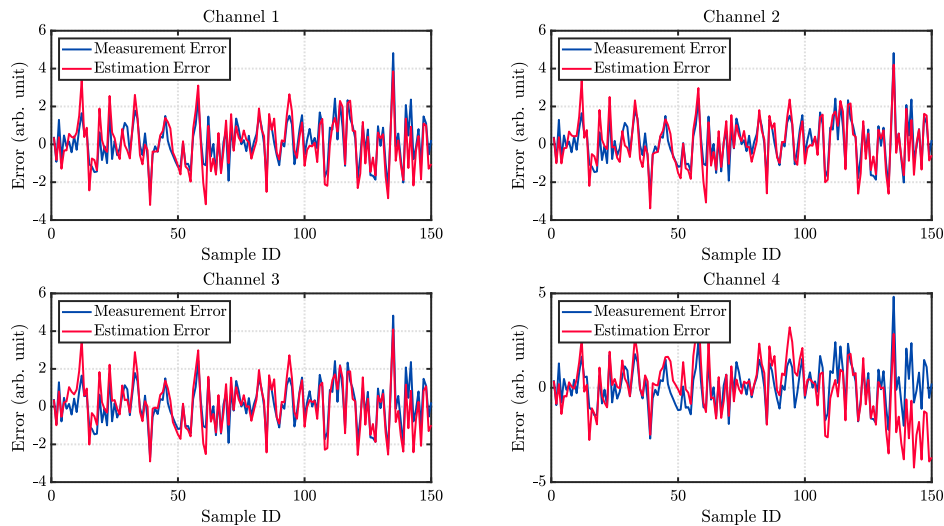 Channel 1
Error (arb. unit)
6
4
2
0
-2
-4
Measurement Error
Estimation Error
0
50
100
150
Sample ID
Channel 2
Error (arb. unit)
6
4
2
0
-2
-4
Measurement Error
Estimation Error
0
50
100
150
Sample ID
Channel 3
Error (arb. unit)
6
4
2
0
-2
-4
Measurement Error
Estimation Error
0
50
100
150
Sample ID
Channel 4
Error (arb. unit)
5
0
-5
Measurement Error
Estimation Error
0
50
100
150
Sample ID